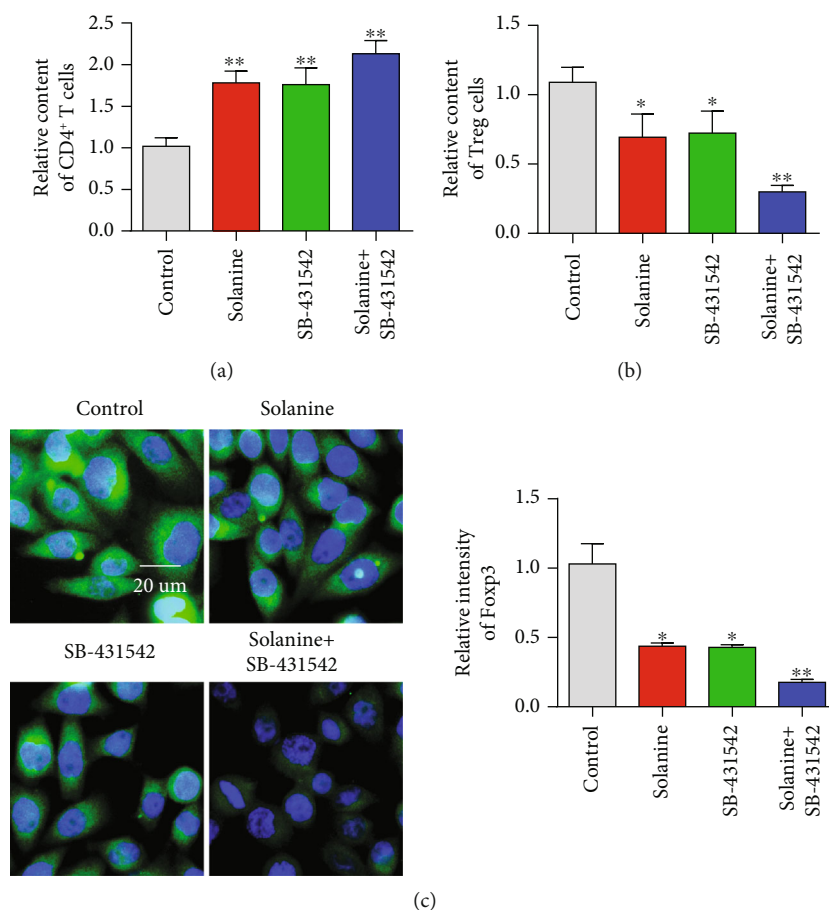 Relative content
of CD4⁺ T cells
2.5
2.0
1.5
1.0
0.5
0.0
**
**
**
Control
Solanine
SB-431542
Solanine+
SB-431542
(a)
Relative content
of Treg cells
1.5
1.0
0.5
0.0
*
*
**
Control
Solanine
SB-431542
Solanine+
SB-431542
(b)
Control
Solanine
20 um
SB-431542
Solanine+
SB-431542
Relative intensity
of Foxp3
1.5
1.0
0.5
0.0
*
*
**
Control
Solanine
SB-431542
Solanine+
SB-431542
(c)